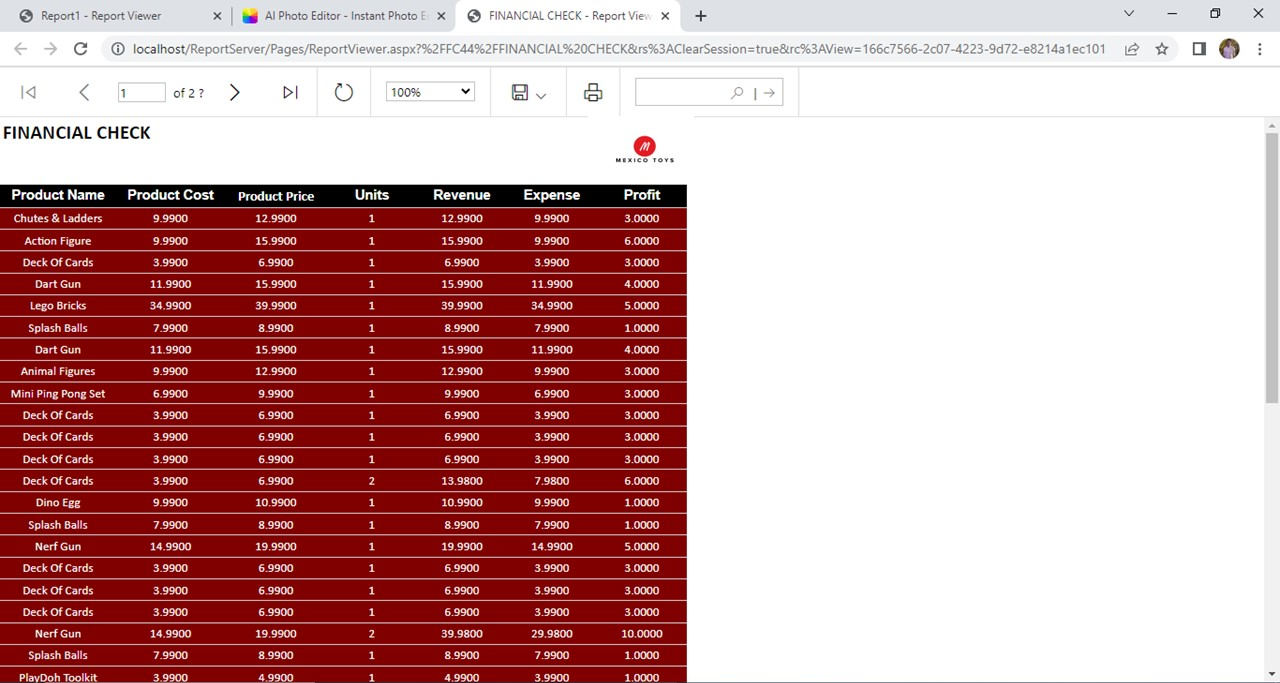 Report1 - Report Viewer
AI Photo Editor - Instant Photo E
FINANCIAL CHECK - Report View
localhost/ReportServer/Pages/ReportViewer.aspx?%2FFC44%2FFINANCIAL%20CHECK&rs%3AClearSession=true&rc%3AView=166c7566-2c07-4223-9d72-e8214a1ec101
1 of 2 ? 100%
FINANCIAL CHECK
M
MEXICO TOYS
Product Name Product Cost Product Price Units Revenue Expense Profit
Chutes & Ladders 9.9900 12.9900 1 12.9900 9.9900 3.0000
Action Figure 9.9900 15.9900 1 15.9900 9.9900 6.0000
Deck Of Cards 3.9900 6.9900 1 6.9900 3.9900 3.0000
Dart Gun 11.9900 15.9900 1 15.9900 11.9900 4.0000
Lego Bricks 34.9900 39.9900 1 39.9900 34.9900 5.0000
Splash Balls 7.9900 8.9900 1 8.9900 7.9900 1.0000
Dart Gun 11.9900 15.9900 1 15.9900 11.9900 4.0000
Animal Figures 9.9900 12.9900 1 12.9900 9.9900 3.0000
Mini Ping Pong Set 6.9900 9.9900 1 9.9900 6.9900 3.0000
Deck Of Cards 3.9900 6.9900 1 6.9900 3.9900 3.0000
Deck Of Cards 3.9900 6.9900 1 6.9900 3.9900 3.0000
Deck Of Cards 3.9900 6.9900 1 6.9900 3.9900 3.0000
Deck Of Cards 3.9900 6.9900 2 13.9800 7.9800 6.0000
Dino Egg 9.9900 10.9900 1 10.9900 9.9900 1.0000
Splash Balls 7.9900 8.9900 1 8.9900 7.9900 1.0000
Nerf Gun 14.9900 19.9900 1 19.9900 14.9900 5.0000
Deck Of Cards 3.9900 6.9900 1 6.9900 3.9900 3.0000
Deck Of Cards 3.9900 6.9900 1 6.9900 3.9900 3.0000
Deck Of Cards 3.9900 6.9900 1 6.9900 3.9900 3.0000
Nerf Gun 14.9900 19.9900 2 39.9800 29.9800 10.0000
Splash Balls 7.9900 8.9900 1 8.9900 7.9900 1.0000
PlayDoh Toolkit 3.9900 4.9900 1 4.9900 3.9900 1.0000